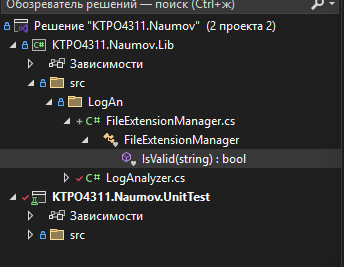 Обозреватель решений — поиск (Ctrl+ж)
Решение "KTPO4311.Naumov" (2 проекта 2)
KTPO4311.Naumov.Lib
Зависимости
src
LogAn
FileExtensionManager.cs
FileExtensionManager
IsValid(string) : bool
LogAnalyzer.cs
KTPO4311.Naumov.UnitTest
Зависимости
src